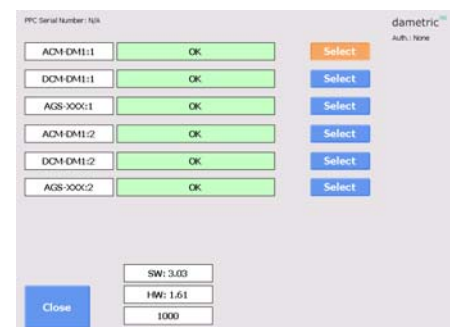 PPC Serial Number: N/A
dametric
Auth.: None
ACM-DM1:1 OK Select
DCM-DM1:1 OK Select
AGS-XXX:1 OK Select
ACM-DM1:2 OK Select
DCM-DM1:2 OK Select
AGS-XXX:2 OK Select
SW: 3.03
HW: 1.61
Close
1000